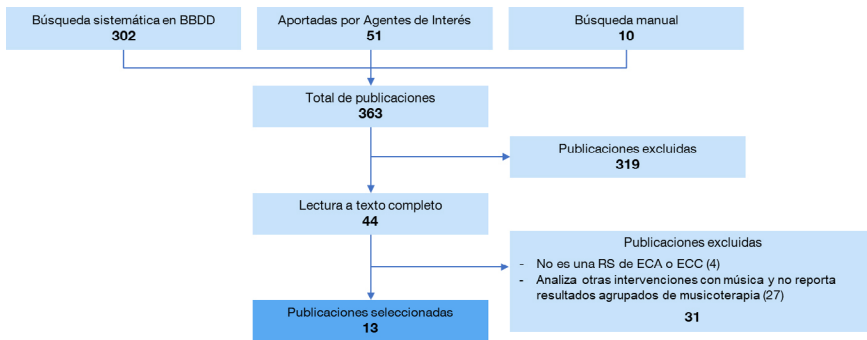 Búsqueda sistemática en BBDD
302
Aportadas por Agentes de Interés
51
Búsqueda manual
10
Total de publicaciones
363
Publicaciones excluidas
319
Lectura a texto completo
44
Publicaciones excluidas
- No es una RS de ECA o ECC (4)
- Analiza otras intervenciones con música y no reporta
resultados agrupados de musicoterapia (27)
31
Publicaciones seleccionadas
13